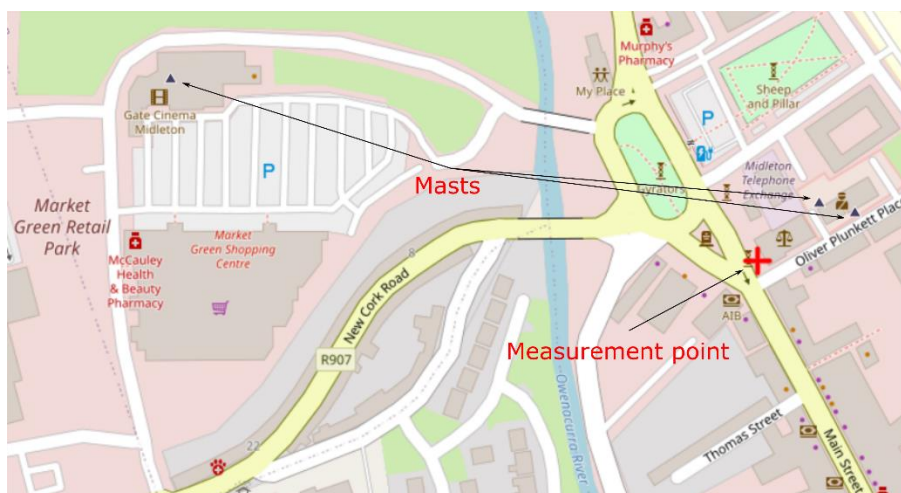 Murphy's
Pharmacy
My Place
P
Sheep
and Pillar
Gate Cinema
Midleton
P
Masts
Gyrators
Midleton
Telephone
Exchange
Market
Green Retail
Park
McCauley
Health
& Beauty
Pharmacy
Market
Green Shopping
Centre
8
New Cork Road
Oliver Plunkett Place
AIB
Measurement point
R907
Owenacurra River
22
Thomas Street
Main Street